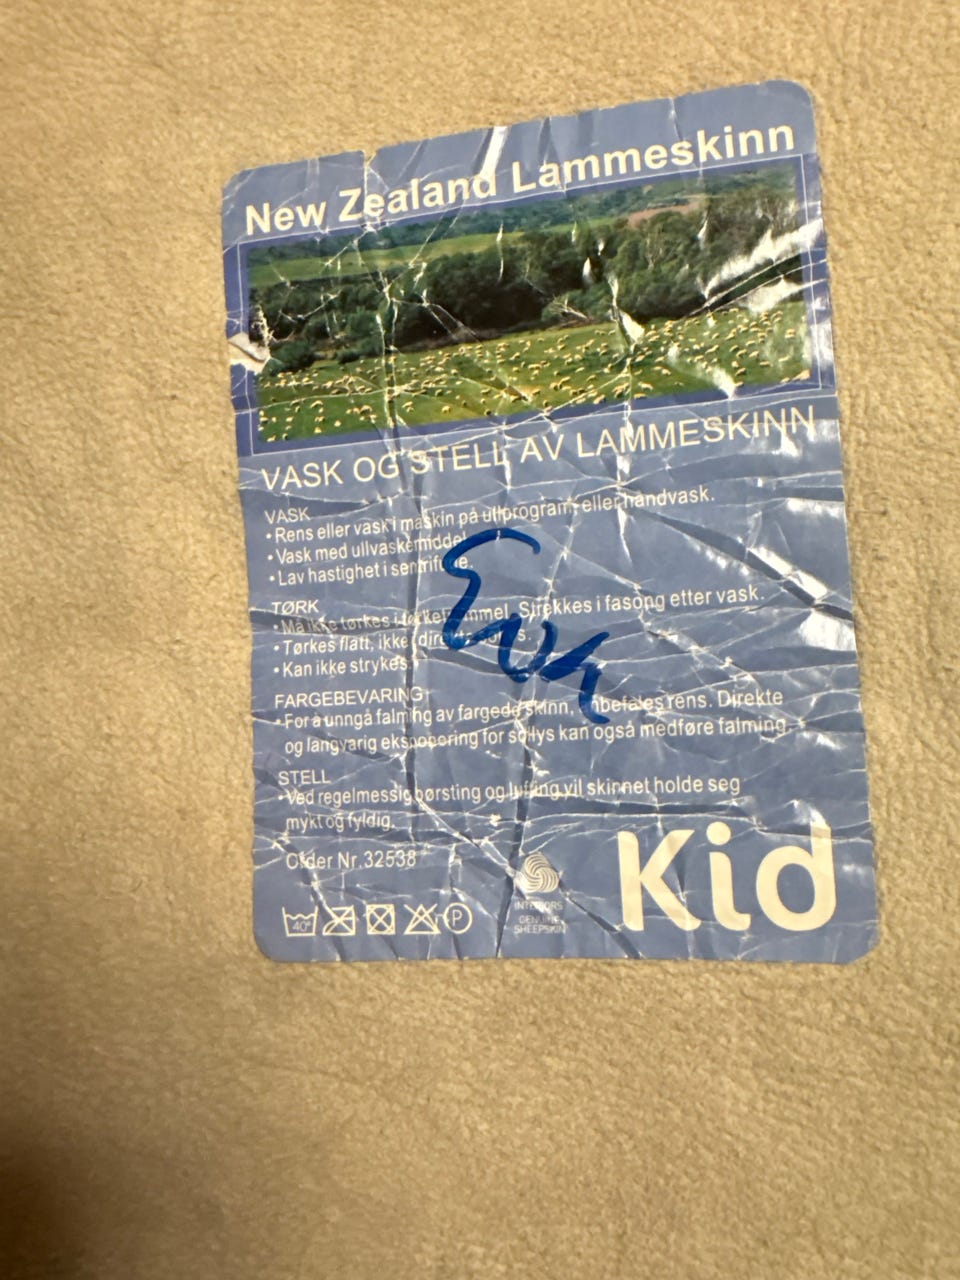 New Zealand Lammeskinn
VASK OG STELL AV LAMMESKINN
VASK
• Rens eller vask i maskin på ullprogram, eller håndvask.
• Vask med ullvaskemiddel.
• Lav hastighet i sentrifuge.
TØRK
• Må ikke tørkes i tørketrommel. Strekkes i fasong etter vask.
• Tørkes flatt, ikke i direkte
• Kan ikke strykes.
FARGEBEVARING
• For å unngå falming av fargede skinn, anbefales rens. Direkte
og langvarig eksponering for sollys kan også medføre falming.
STELL
• Ved regelmessig børsting og lufting vil skinnet holde seg
mykt og fyldig.
Order Nr.32538
40°
P
INTERIORS
GENUINE
SHEEPSKIN
Kid